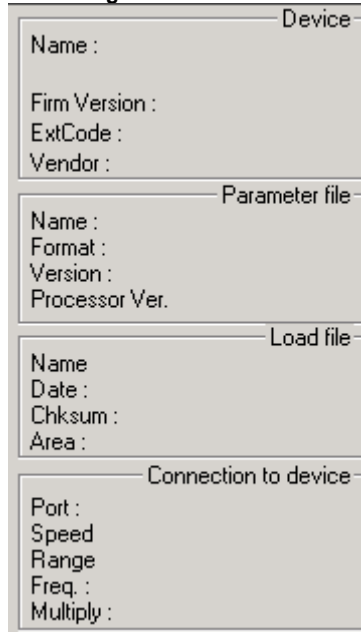 Device
Name :
Firm Version :
ExtCode :
Vendor :
Parameter file
Name :
Format :
Version :
Processor Ver.
Load file
Name
Date :
Chksum :
Area :
Connection to device
Port :
Speed
Range
Freq. :
Multiply :